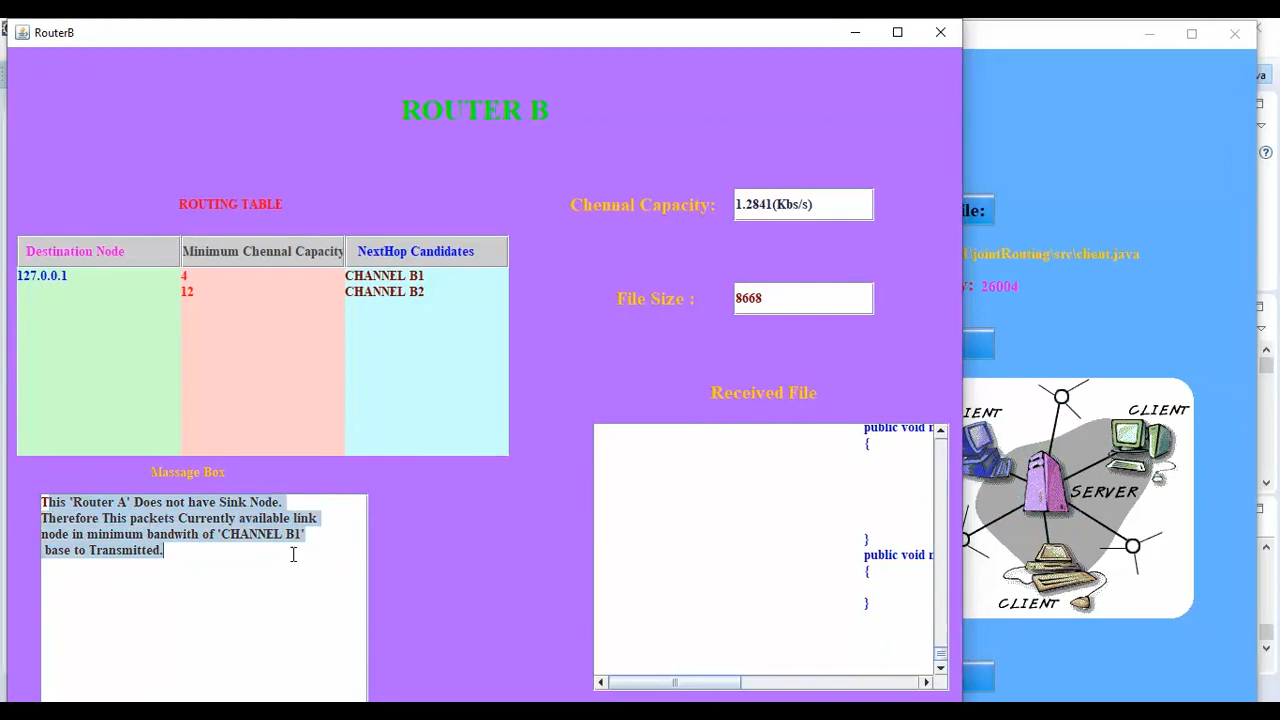 RouterB
ROUTER B
ROUTING TABLE
Destination Node Minimum Chennal Capacity NextHop Candidates
127.0.0.1 4 CHANNEL B1
12 CHANNEL B2
Massage Box
This 'Router A' Does not have Sink Node.
Therefore This packets Currently available link
node in minimum bandwith of 'CHANNEL B1'
base to Transmitted.
Chennal Capacity: 1.2841(Kbs/s)
File Size : 8668
Received File
public void
{
}
public void
{
}
va
ile:
\jointRouting\src\client.java
y: 26004
IENT
CLIENT
SERVER
CLIENT